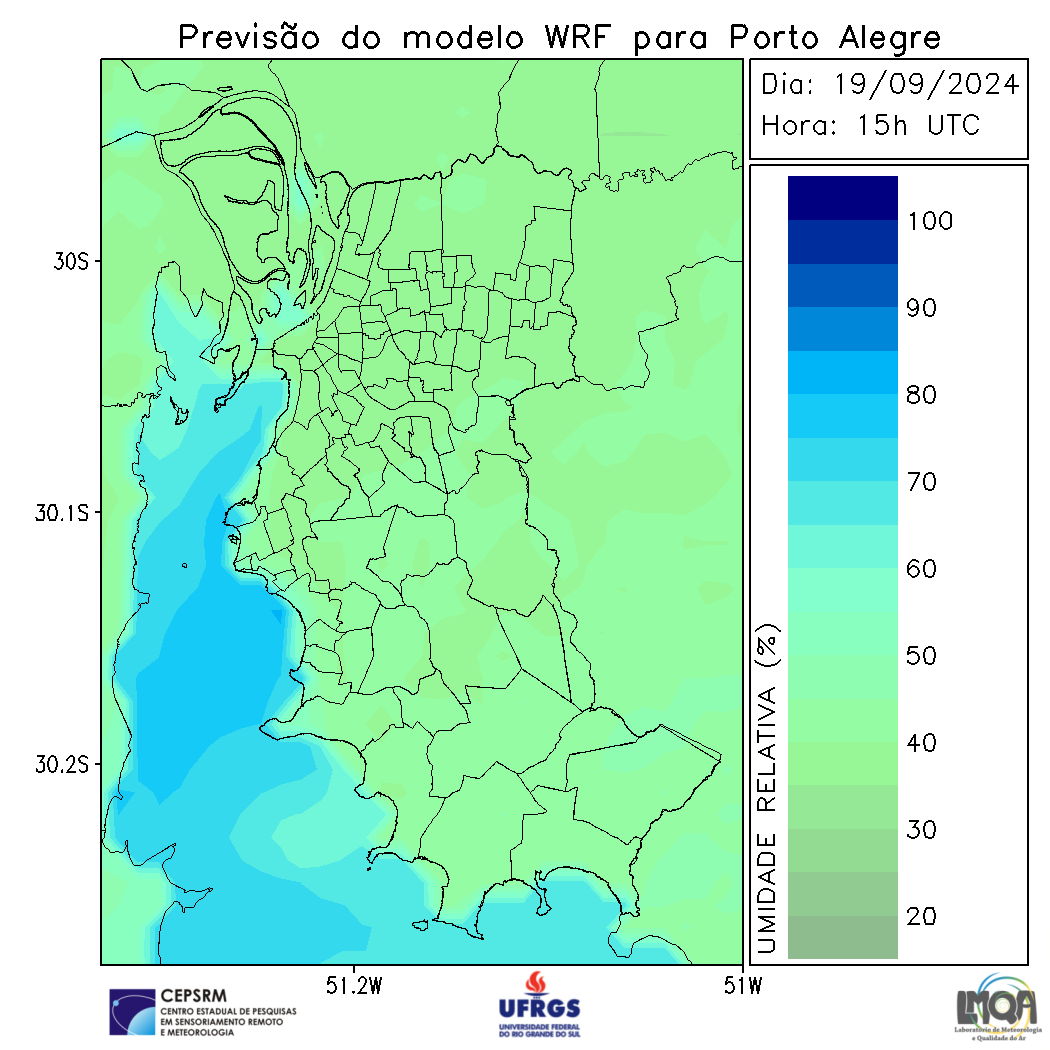 Previsão do modelo WRF para Porto Alegre
Dia: 19/09/2024
Hora: 15h UTC
30S
30.1S
30.2S
51.2W
51W
100
90
80
70
60
50
40
30
20
UMIDADE RELATIVA (%)
CEPSRM
CENTRO ESTADUAL DE PESQUISAS
EM SENSORIAMENTO REMOTO
E METEOROLOGIA
UFRGS
UNIVERSIDADE FEDERAL
DO RIO GRANDE DO SUL
LMQA
Laboratório de Meteorologia
e Qualidade do Ar